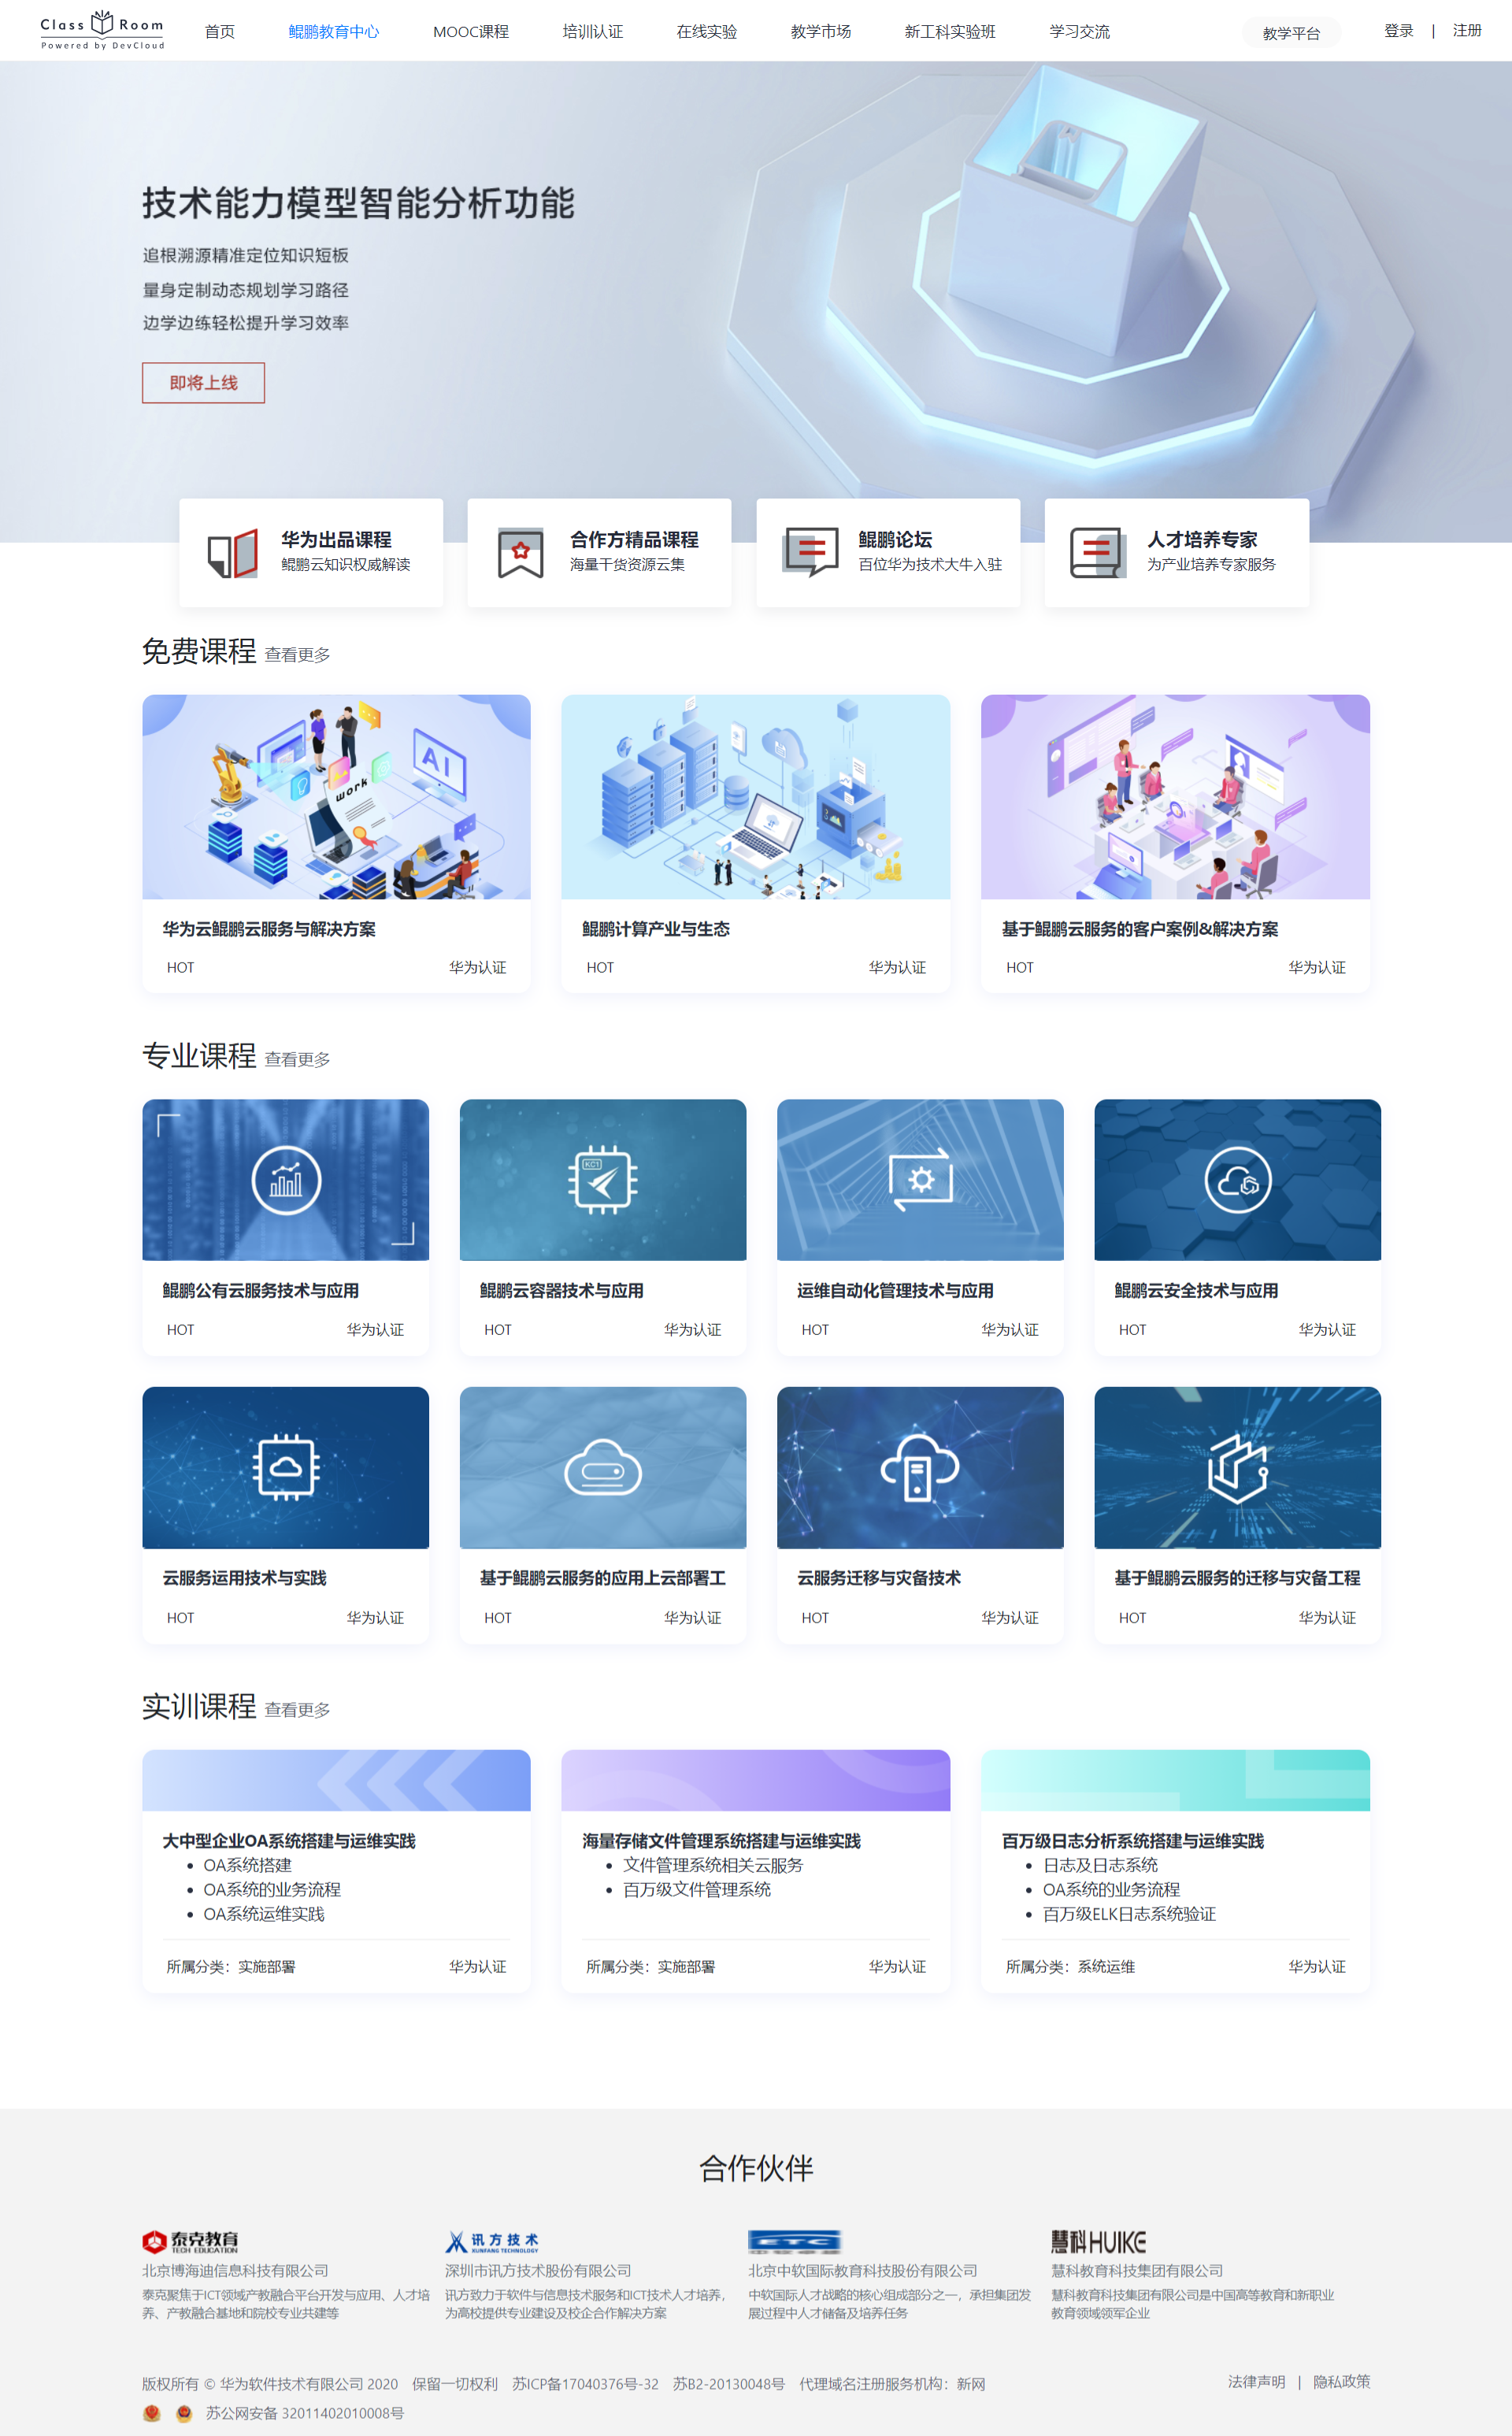 Class Room
Powered by DevCloud
首页 鲲鹏教育中心 MOOC课程 培训认证 在线实验 教学市场 新工科实验班 学习交流 教学平台 登录 | 注册
技术能力模型智能分析功能
追根溯源精准定位知识短板
量身定制动态规划学习路径
边学边练轻松提升学习效率
即将上线
华为出品课程
鲲鹏云知识权威解读
合作方精品课程
海量干货资源云集
鲲鹏论坛
百位华为技术大牛入驻
人才培养专家
为产业培养专家服务
免费课程 查看更多
AI
work
华为云鲲鹏云服务与解决方案
HOT 华为认证
鲲鹏计算产业与生态
HOT 华为认证
基于鲲鹏云服务的客户案例&解决方案
HOT 华为认证
专业课程 查看更多
鲲鹏公有云服务技术与应用
HOT 华为认证
KC1
鲲鹏云容器技术与应用
HOT 华为认证
运维自动化管理技术与应用
HOT 华为认证
鲲鹏云安全技术与应用
HOT 华为认证
云服务运用技术与实践
HOT 华为认证
基于鲲鹏云服务的应用上云部署工
HOT 华为认证
云服务迁移与灾备技术
HOT 华为认证
基于鲲鹏云服务的迁移与灾备工程
HOT 华为认证
实训课程 查看更多
大中型企业OA系统搭建与运维实践
• OA系统搭建
• OA系统的业务流程
• OA系统运维实践
所属分类：实施部署 华为认证
海量存储文件管理系统搭建与运维实践
• 文件管理系统相关云服务
• 百万级文件管理系统
所属分类：实施部署 华为认证
百万级日志分析系统搭建与运维实践
• 日志及日志系统
• OA系统的业务流程
• 百万级ELK日志系统验证
所属分类：系统运维 华为认证
合作伙伴
泰克教育
TECH EDUCATION
北京博海迪信息科技有限公司
泰克聚焦于ICT领域产教融合平台开发与应用、人才培
养、产教融合基地和院校专业共建等
讯方技术
XUNFANG TECHNOLOGY
深圳市讯方技术股份有限公司
讯方致力于软件与信息技术服务和ICT技术人才培养，
为高校提供专业建设及校企合作解决方案
ETC
北京中软国际教育科技股份有限公司
中软国际人才战略的核心组成部分之一，承担集团发
展过程中人才储备及培养任务
慧科HUIKE
慧科教育科技集团有限公司
慧科教育科技集团有限公司是中国高等教育和新职业
教育领域领军企业
版权所有 © 华为软件技术有限公司 2020 保留一切权利 苏ICP备17040376号-32 苏B2-20130048号 代理域名注册服务机构：新网
法律声明 | 隐私政策
苏公网安备 32011402010008号